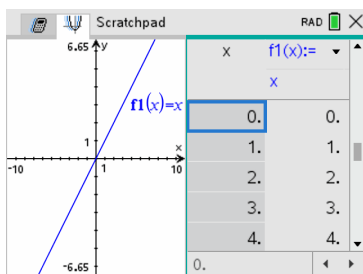 Scratchpad
RAD
6.65
y
f1(x)=x
1
x
-10
1
10
-6.65
x
f1(x):=
x
0.
0.
1.
1.
2.
2.
3.
3.
4.
4.
0.